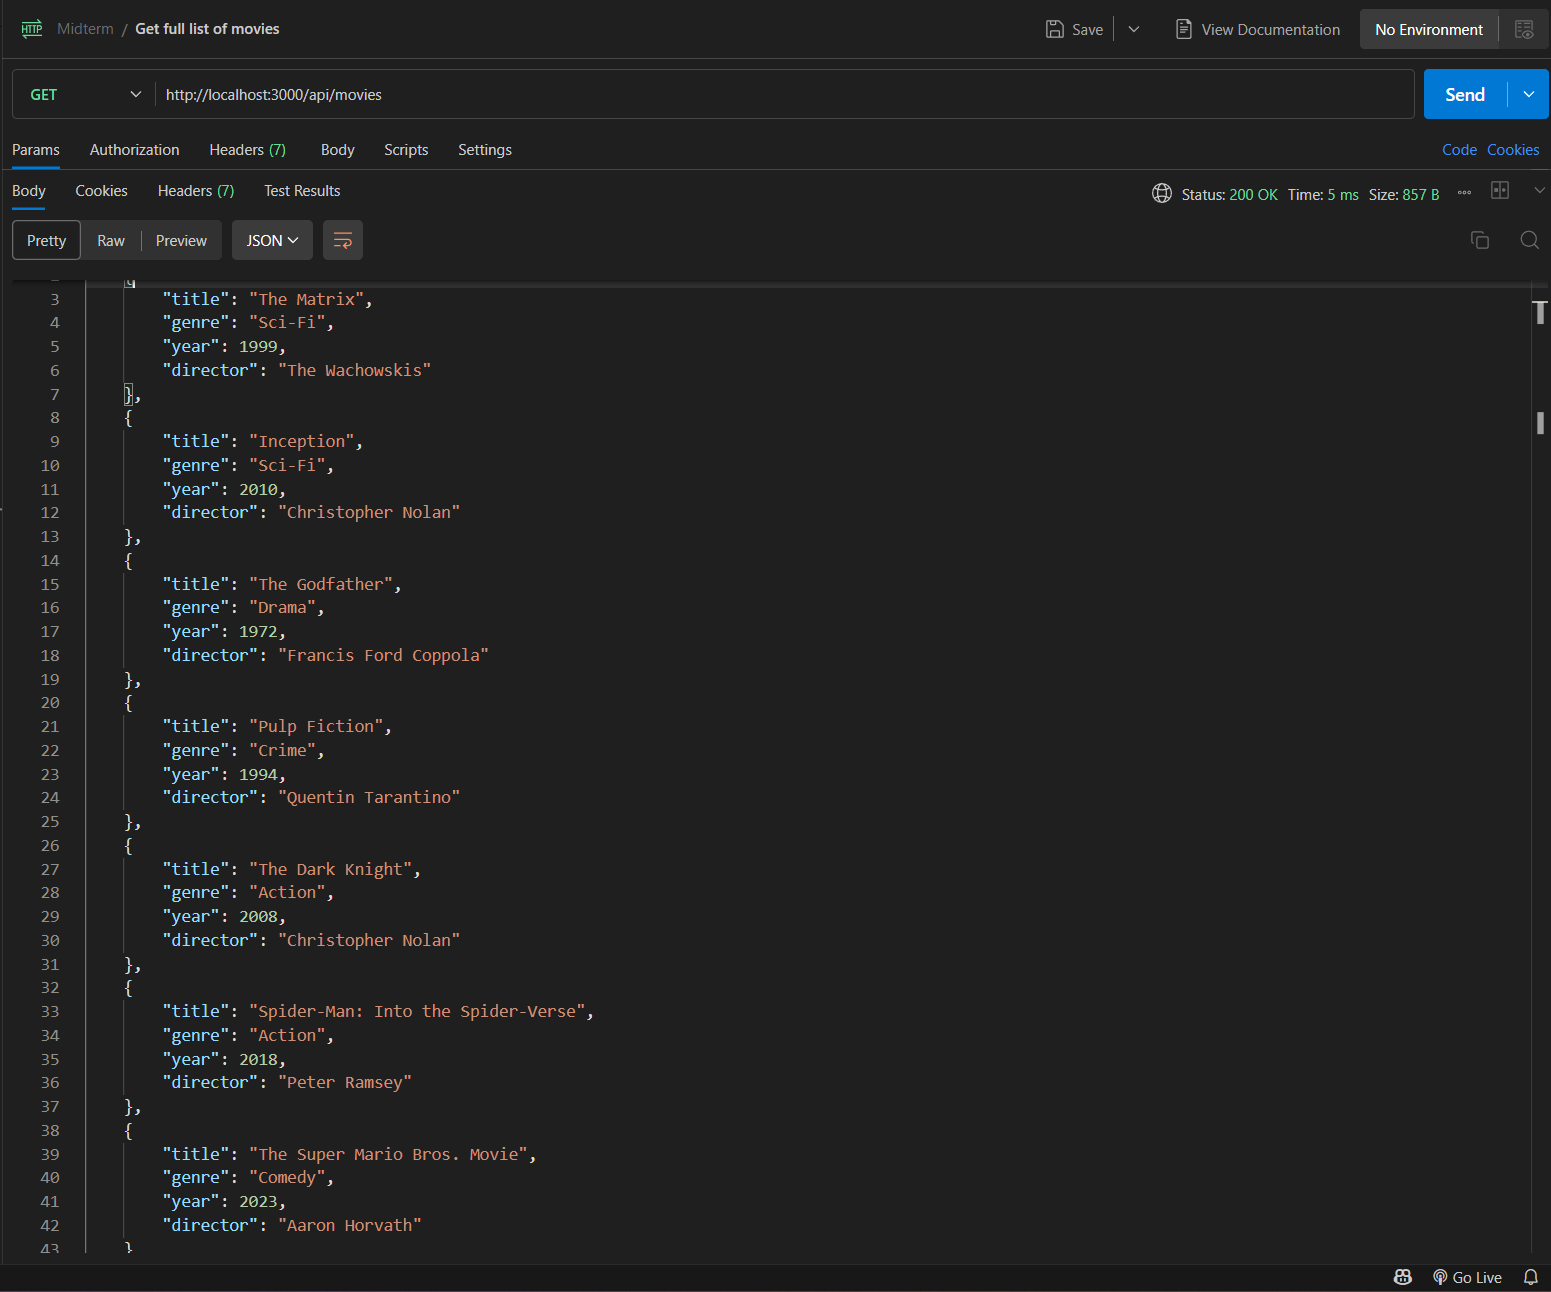 HTTP Midterm / Get full list of movies Save View Documentation No Environment
GET http://localhost:3000/api/movies Send
Params Authorization Headers (7) Body Scripts Settings Code Cookies
Body Cookies Headers (7) Test Results Status: 200 OK Time: 5 ms Size: 857 B
Pretty Raw Preview JSON
2 {
3 "title": "The Matrix",
4 "genre": "Sci-Fi",
5 "year": 1999,
6 "director": "The Wachowskis"
7 },
8 {
9 "title": "Inception",
10 "genre": "Sci-Fi",
11 "year": 2010,
12 "director": "Christopher Nolan"
13 },
14 {
15 "title": "The Godfather",
16 "genre": "Drama",
17 "year": 1972,
18 "director": "Francis Ford Coppola"
19 },
20 {
21 "title": "Pulp Fiction",
22 "genre": "Crime",
23 "year": 1994,
24 "director": "Quentin Tarantino"
25 },
26 {
27 "title": "The Dark Knight",
28 "genre": "Action",
29 "year": 2008,
30 "director": "Christopher Nolan"
31 },
32 {
33 "title": "Spider-Man: Into the Spider-Verse",
34 "genre": "Action",
35 "year": 2018,
36 "director": "Peter Ramsey"
37 },
38 {
39 "title": "The Super Mario Bros. Movie",
40 "genre": "Comedy",
41 "year": 2023,
42 "director": "Aaron Horvath"
43 }
Go Live